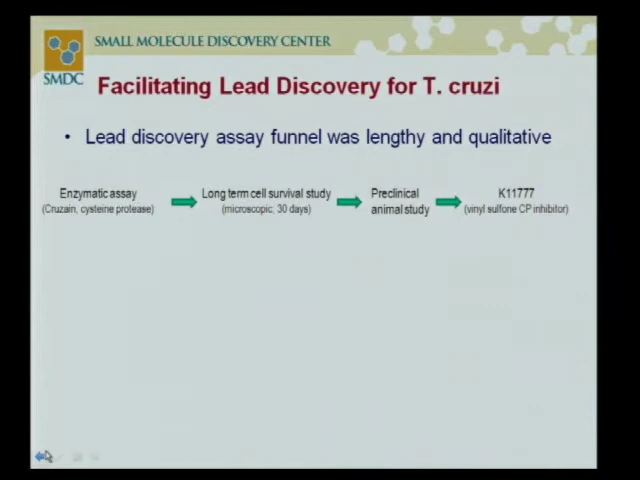 SMALL MOLECULE DISCOVERY CENTER
SMDC
Facilitating Lead Discovery for T. cruzi
• Lead discovery assay funnel was lengthy and qualitative
Enzymatic assay
(Cruzain, cysteine protease)
Long term cell survival study
(microscopic, 30 days)
Preclinical
animal study
K11777
(vinyl sulfone CP inhibitor)